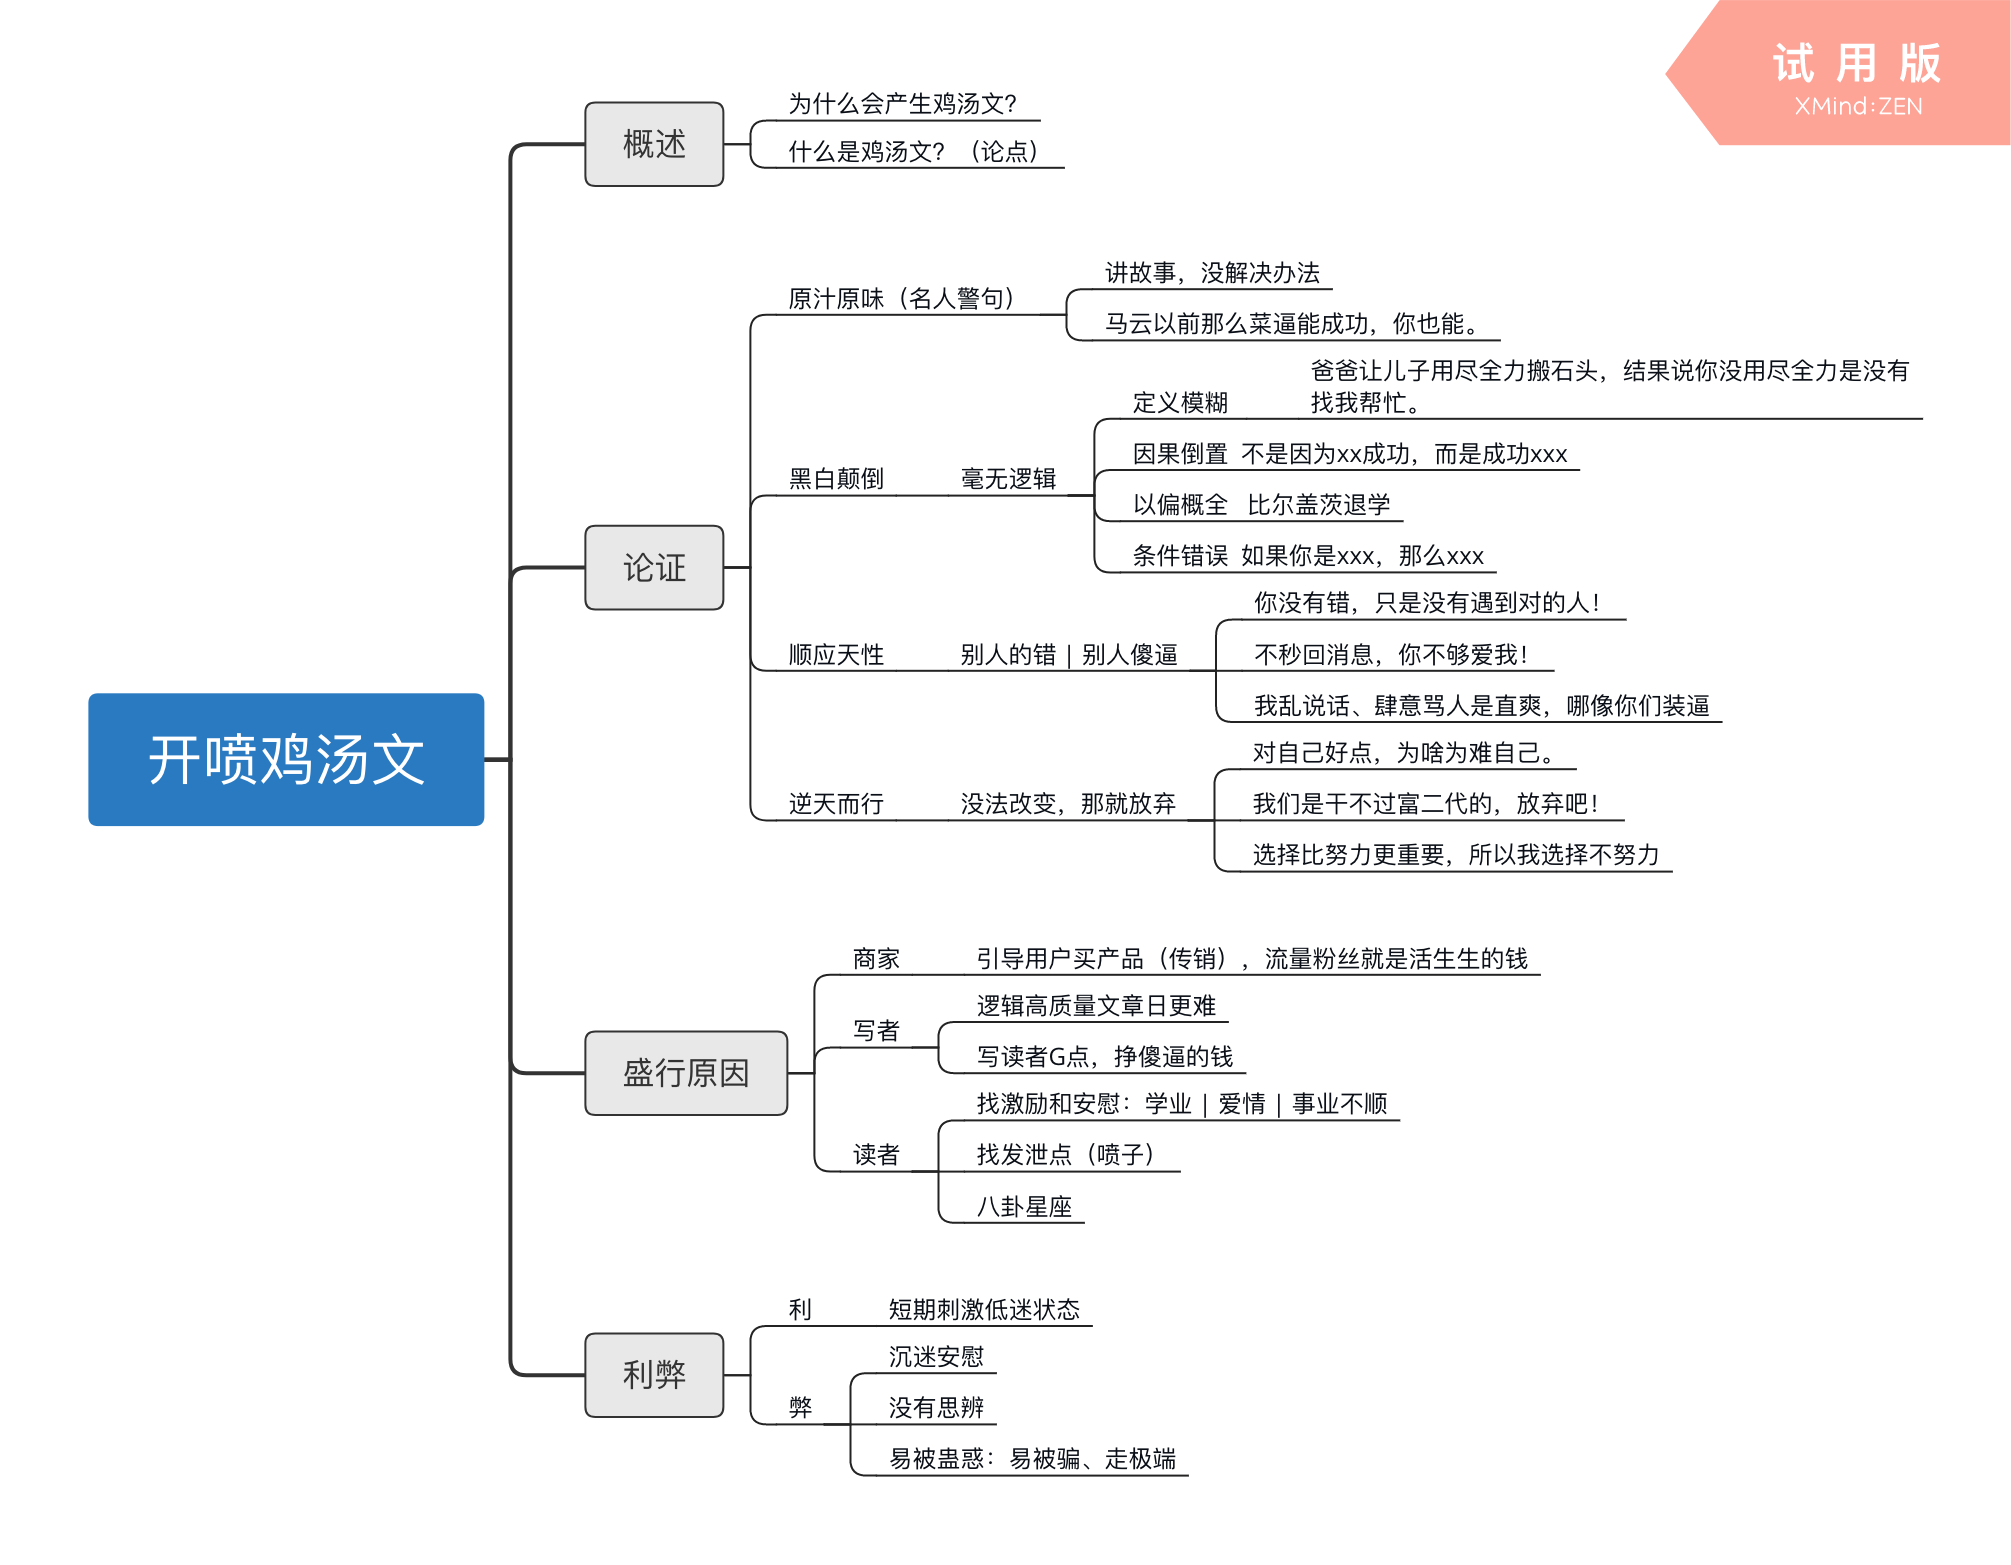 试 用 版
XMind:ZEN
开喷鸡汤文
概述
为什么会产生鸡汤文?
什么是鸡汤文? （论点）
论证
原汁原味（名人警句）
讲故事，没解决办法
马云以前那么菜逼能成功，你也能。
黑白颠倒
毫无逻辑
定义模糊
爸爸让儿子用尽全力搬石头，结果说你没用尽全力是没有
找我帮忙。
因果倒置 不是因为xx成功，而是成功xxx
以偏概全 比尔盖茨退学
条件错误 如果你是xxx，那么xxx
顺应天性
别人的错 | 别人傻逼
你没有错，只是没有遇到对的人！
不秒回消息，你不够爱我！
我乱说话、肆意骂人是直爽，哪像你们装逼
逆天而行
没法改变，那就放弃
对自己好点，为啥为难自己。
我们是干不过富二代的，放弃吧！
选择比努力更重要，所以我选择不努力
盛行原因
商家
引导用户买产品（传销），流量粉丝就是活生生的钱
写者
逻辑高质量文章日更难
写读者G点，挣傻逼的钱
读者
找激励和安慰：学业 | 爱情 | 事业不顺
找发泄点（喷子）
八卦星座
利弊
利
短期刺激低迷状态
弊
沉迷安慰
没有思辨
易被蛊惑：易被骗、走极端